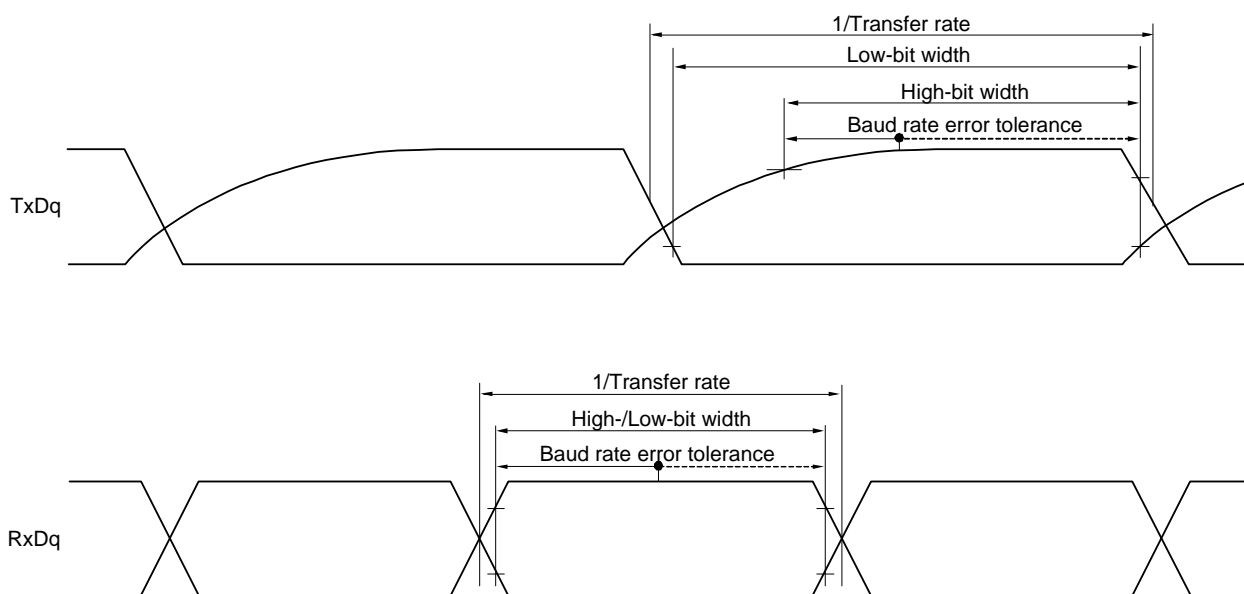 1/Transfer rate
Low-bit width
High-bit width
Baud rate error tolerance
TxDq
1/Transfer rate
High-/Low-bit width
Baud rate error tolerance
RxDq